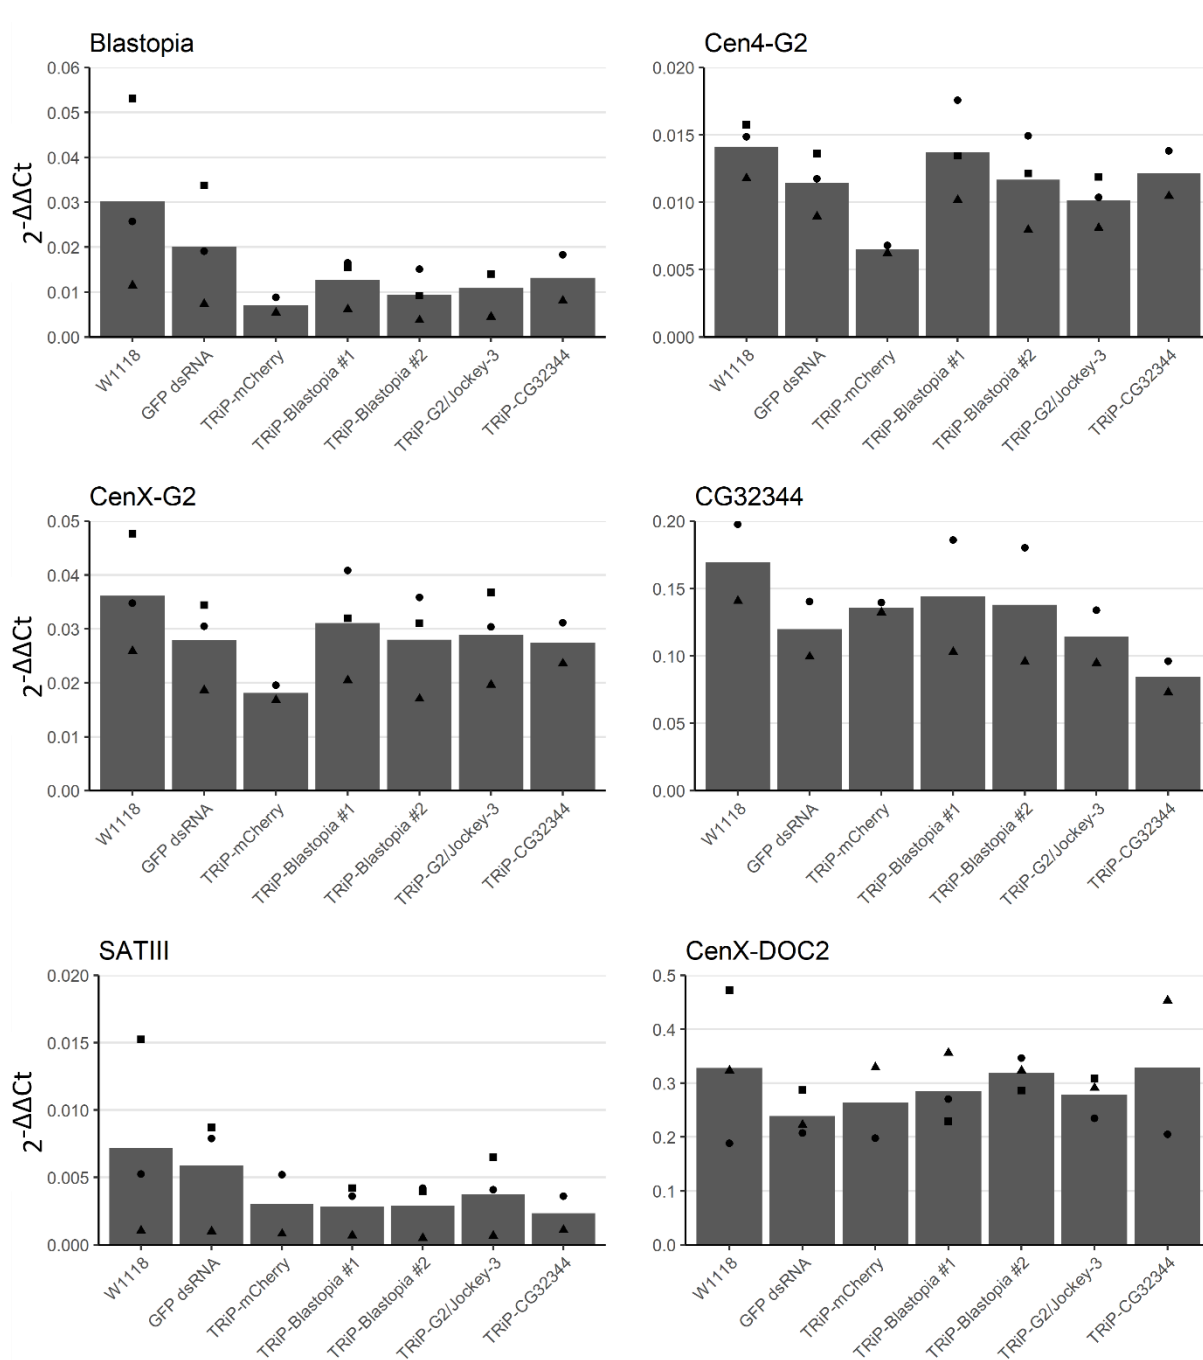 Blastopia
0.06
0.05
0.04
0.03
0.02
0.01
0.00
2^-ΔΔCt
W1118
GFP dsRNA
TRiP-mCherry
TRiP-Blastopia #1
TRiP-Blastopia #2
TRiP-G2/Jockey-3
TRiP-CG32344
Cen4-G2
0.020
0.015
0.010
0.005
0.000
W1118
GFP dsRNA
TRiP-mCherry
TRiP-Blastopia #1
TRiP-Blastopia #2
TRiP-G2/Jockey-3
TRiP-CG32344
CenX-G2
0.05
0.04
0.03
0.02
0.01
0.00
2^-ΔΔCt
W1118
GFP dsRNA
TRiP-mCherry
TRiP-Blastopia #1
TRiP-Blastopia #2
TRiP-G2/Jockey-3
TRiP-CG32344
CG32344
0.20
0.15
0.10
0.05
0.00
W1118
GFP dsRNA
TRiP-mCherry
TRiP-Blastopia #1
TRiP-Blastopia #2
TRiP-G2/Jockey-3
TRiP-CG32344
SATIII
0.020
0.015
0.010
0.005
0.000
2^-ΔΔCt
W1118
GFP dsRNA
TRiP-mCherry
TRiP-Blastopia #1
TRiP-Blastopia #2
TRiP-G2/Jockey-3
TRiP-CG32344
CenX-DOC2
0.5
0.4
0.3
0.2
0.1
0.0
W1118
GFP dsRNA
TRiP-mCherry
TRiP-Blastopia #1
TRiP-Blastopia #2
TRiP-G2/Jockey-3
TRiP-CG32344